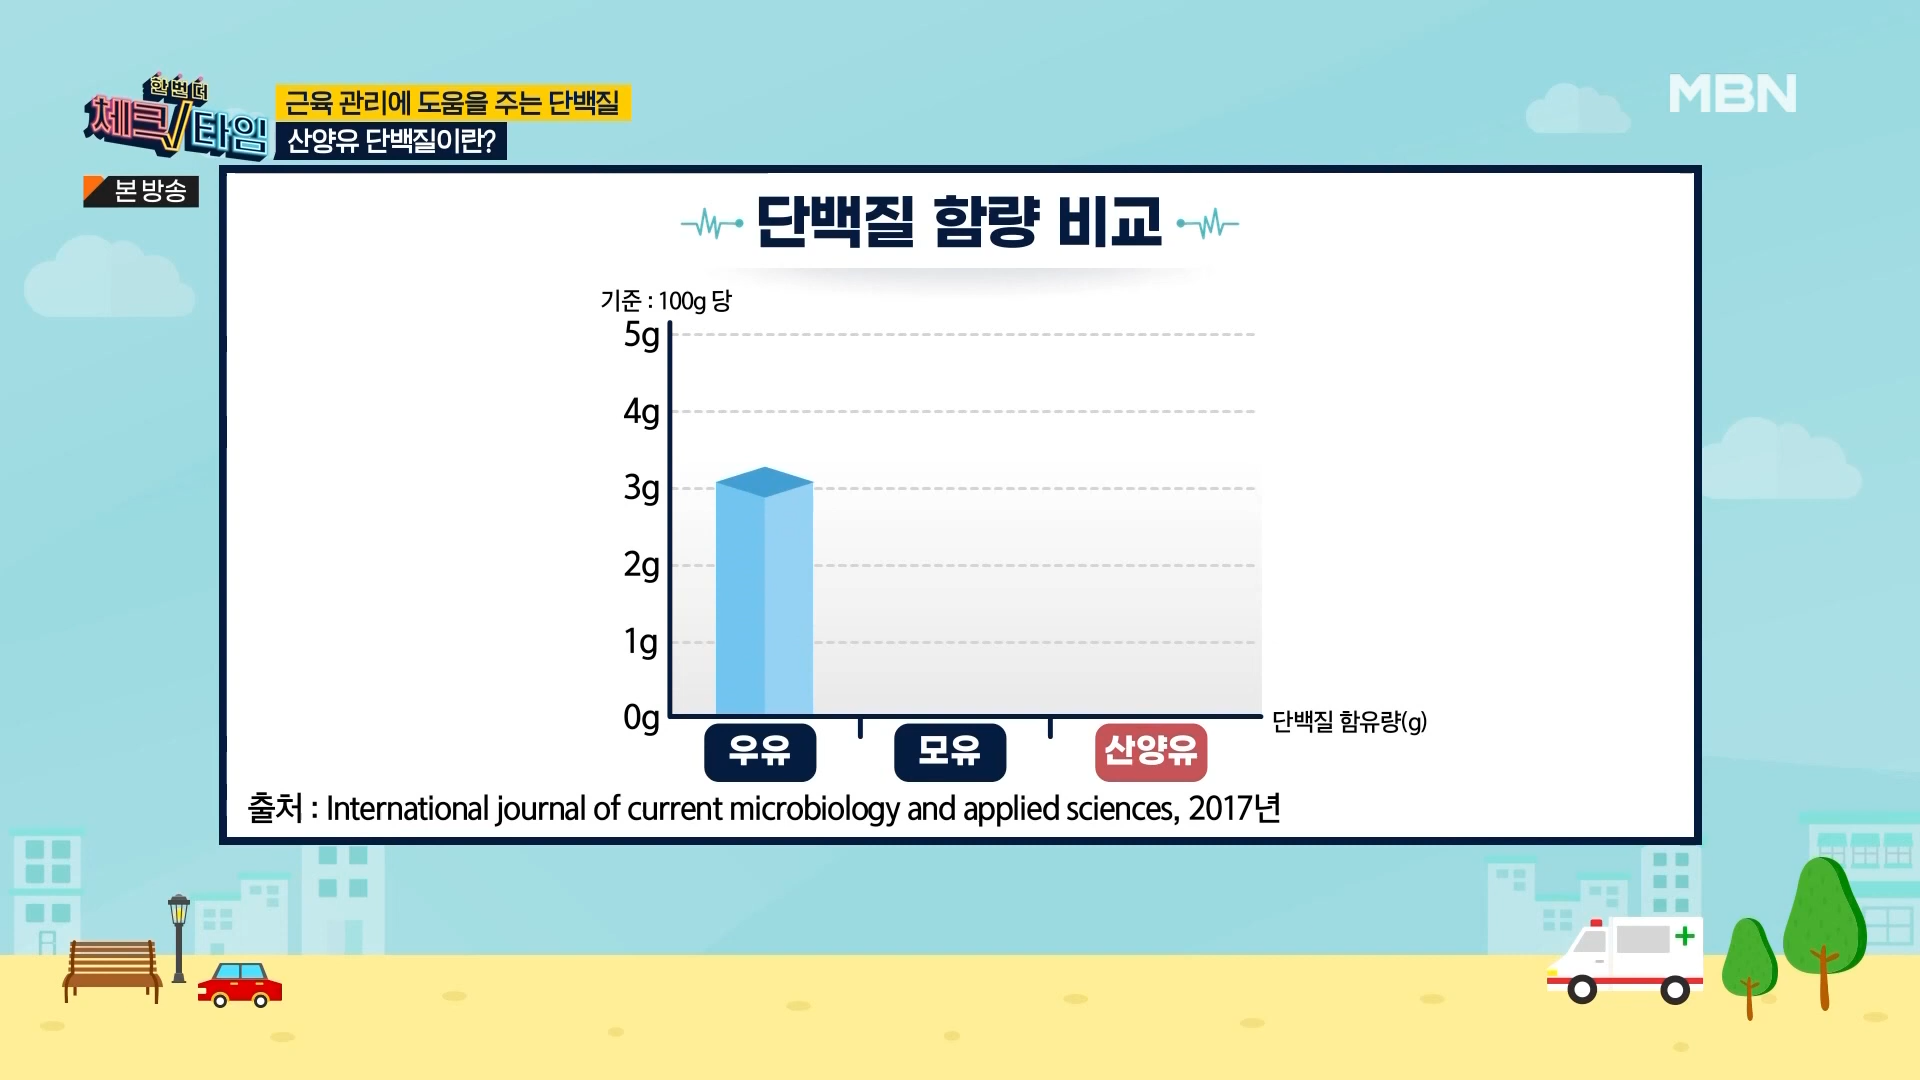 한 번 더
체크타임
근육 관리에 도움을 주는 단백질
산양유 단백질이란?
MBN
본 방송
단백질 함량 비교
기준 : 100g 당
5g
4g
3g
2g
1g
0g
단백질 함유량(g)
우유
모유
산양유
출처 : International journal of current microbiology and applied sciences, 2017년